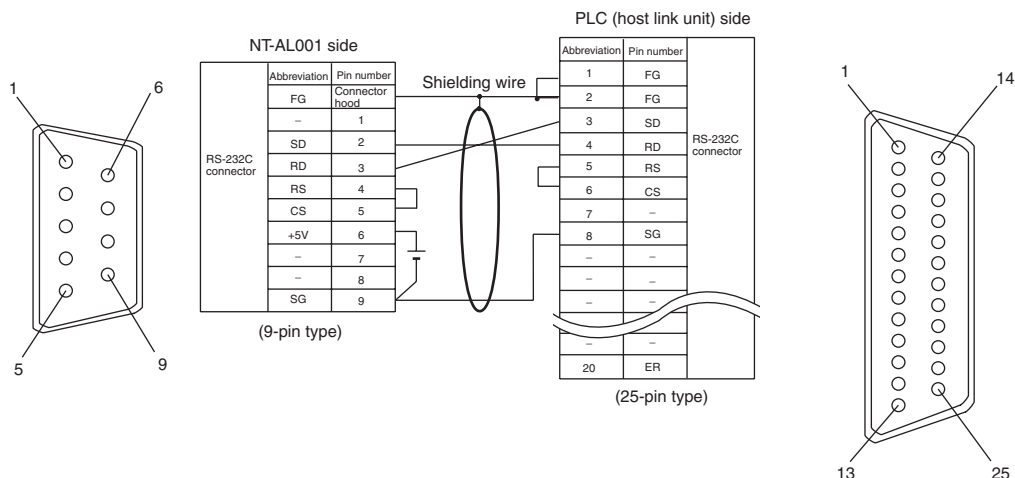 PLC (host link unit) side
NT-AL001 side
1
6
5
9
Abbreviation Pin number
FG Connector hood
– 1
SD 2
RD 3
RS 4
CS 5
+5V 6
– 7
– 8
SG 9
RS-232C
connector
(9-pin type)
Shielding wire
Abbreviation Pin number
1 FG
2 FG
3 SD
4 RD
5 RS
6 CS
7 –
8 SG
– –
– –
– –
– –
20 ER
RS-232C
connector
(25-pin type)
1
14
13
25